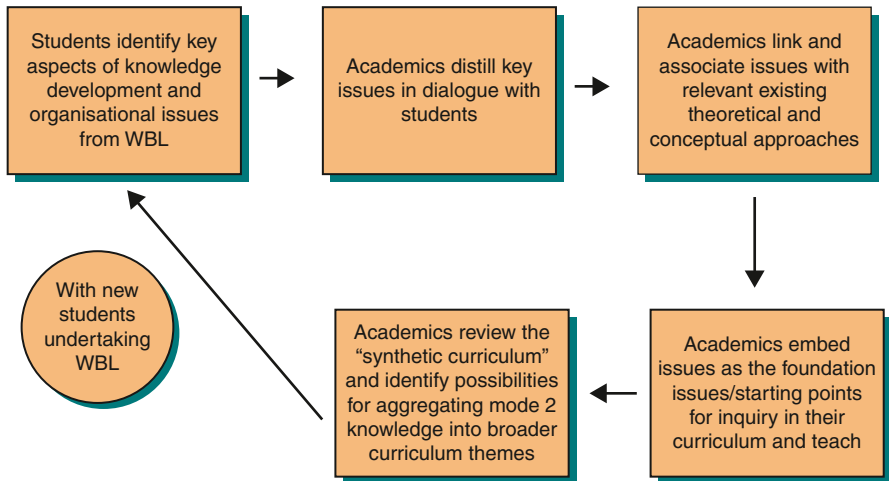 Students identify key
aspects of knowledge
development and
organisational issues
from WBL
Academics distill key
issues in dialogue with
students
Academics link and
associate issues with
relevant existing
theoretical and
conceptual approaches
Academics embed
issues as the foundation
issues/starting points
for inquiry in their
curriculum and teach
Academics review the
“synthetic curriculum”
and identify possibilities
for aggregating mode 2
knowledge into broader
curriculum themes
With new
students
undertaking
WBL